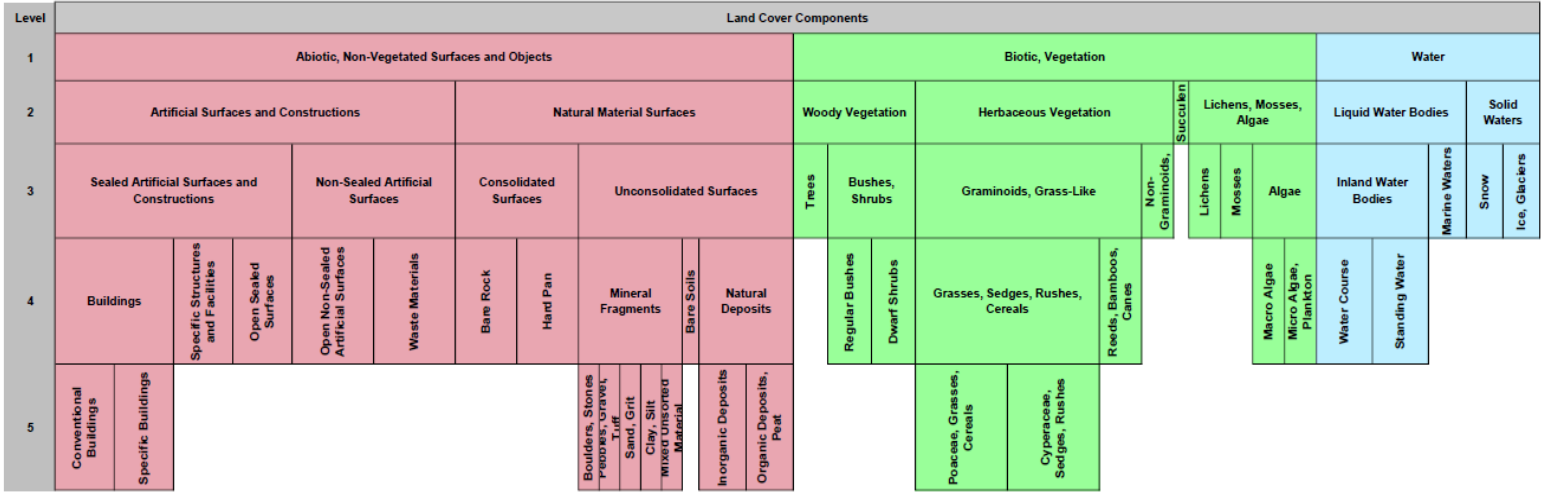 Level
Land Cover Components
1
Abiotic, Non-Vegetated Surfaces and Objects
Biotic, Vegetation
Water
2
Artificial Surfaces and Constructions
Natural Material Surfaces
Woody Vegetation
Herbaceous Vegetation
Succulen
Lichens, Mosses,
Algae
Liquid Water Bodies
Solid
Waters
3
Sealed Artificial Surfaces and
Constructions
Non-Sealed Artificial
Surfaces
Consolidated
Surfaces
Unconsolidated Surfaces
Trees
Bushes,
Shrubs
Graminoids, Grass-Like
Non-
Graminoids,
Lichens
Mosses
Algae
Inland Water
Bodies
Marine Waters
Snow
Ice, Glaciers
4
Buildings
Specific Structures
and Facilities
Open Sealed
Surfaces
Open Non-Sealed
Artificial Surfaces
Waste Materials
Bare Rock
Hard Pan
Mineral
Fragments
Bare Soils
Natural
Deposits
Regular Bushes
Dwarf Shrubs
Grasses, Sedges, Rushes,
Cereals
Reeds, Bamboos,
Canes
Macro Algae
Micro Algae,
Plankton
Water Course
Standing Water
5
Conventional
Buildings
Specific Buildings
Boulders, Stones
Pebbles, Gravel,
Tuff
Sand, Grit
Clay, Silt
Mixed Unsorted
Material
Inorganic Deposits
Organic Deposits,
Peat
Poaceae, Grasses,
Cereals
Cyperaceae,
Sedges, Rushes